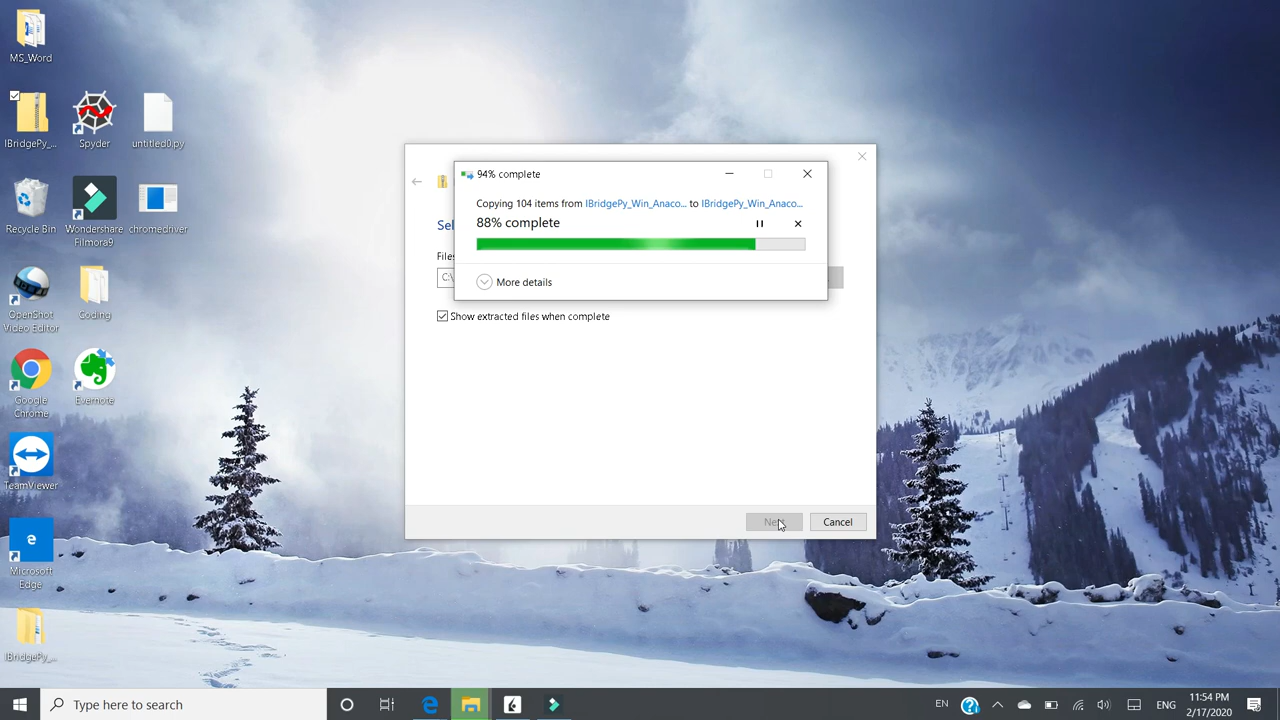 MS_Word
IBridgePy_...
Spyder
untitled0.py
Recycle Bin
Wondershare
Filmora9
chromedriver
OpenShot
Video Editor
Coding
Google
Chrome
Evernote
TeamViewer
Microsoft
Edge
IBridgePy_...
94% complete
Copying 104 items from IBridgePy_Win_Anaco... to IBridgePy_Win_Anaco...
88% complete
More details
Sel
Files
C:\
Show extracted files when complete
Cancel
Type here to search
EN
ENG
11:54 PM
2/17/2020